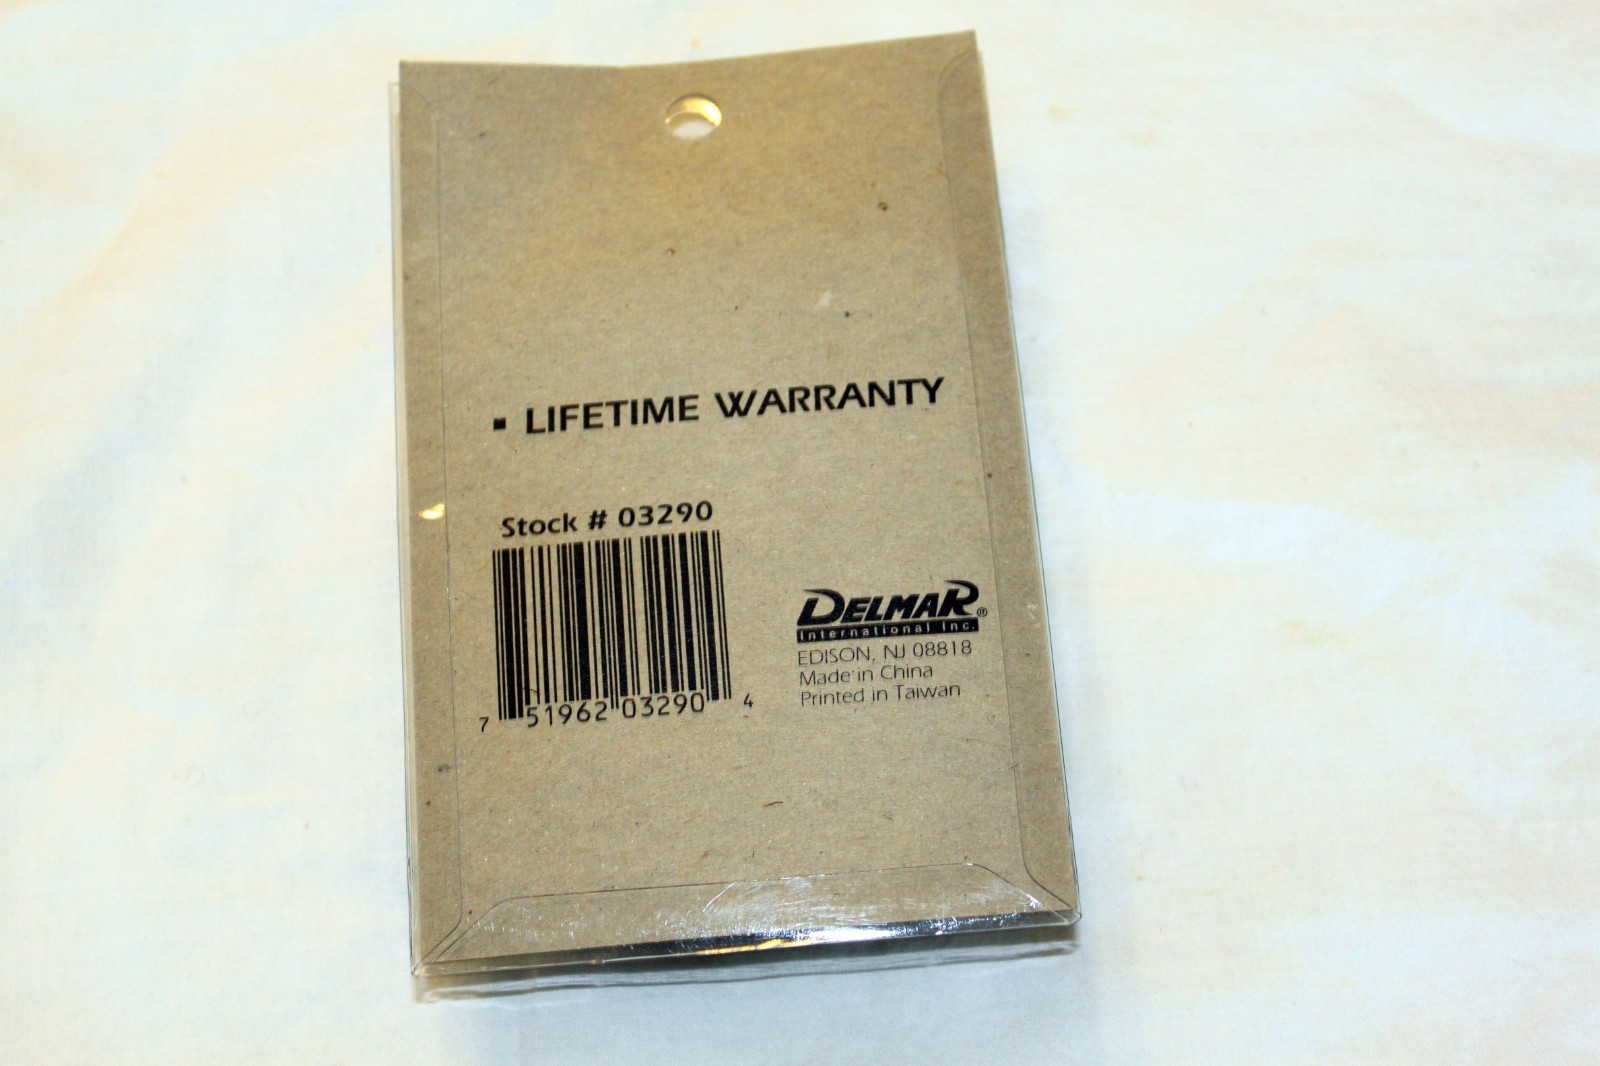 ▪ LIFETIME WARRANTY
Stock # 03290
7 51962 03290 4
DELMAR®
International Inc.
EDISON, NJ 08818
Made in China
Printed in Taiwan